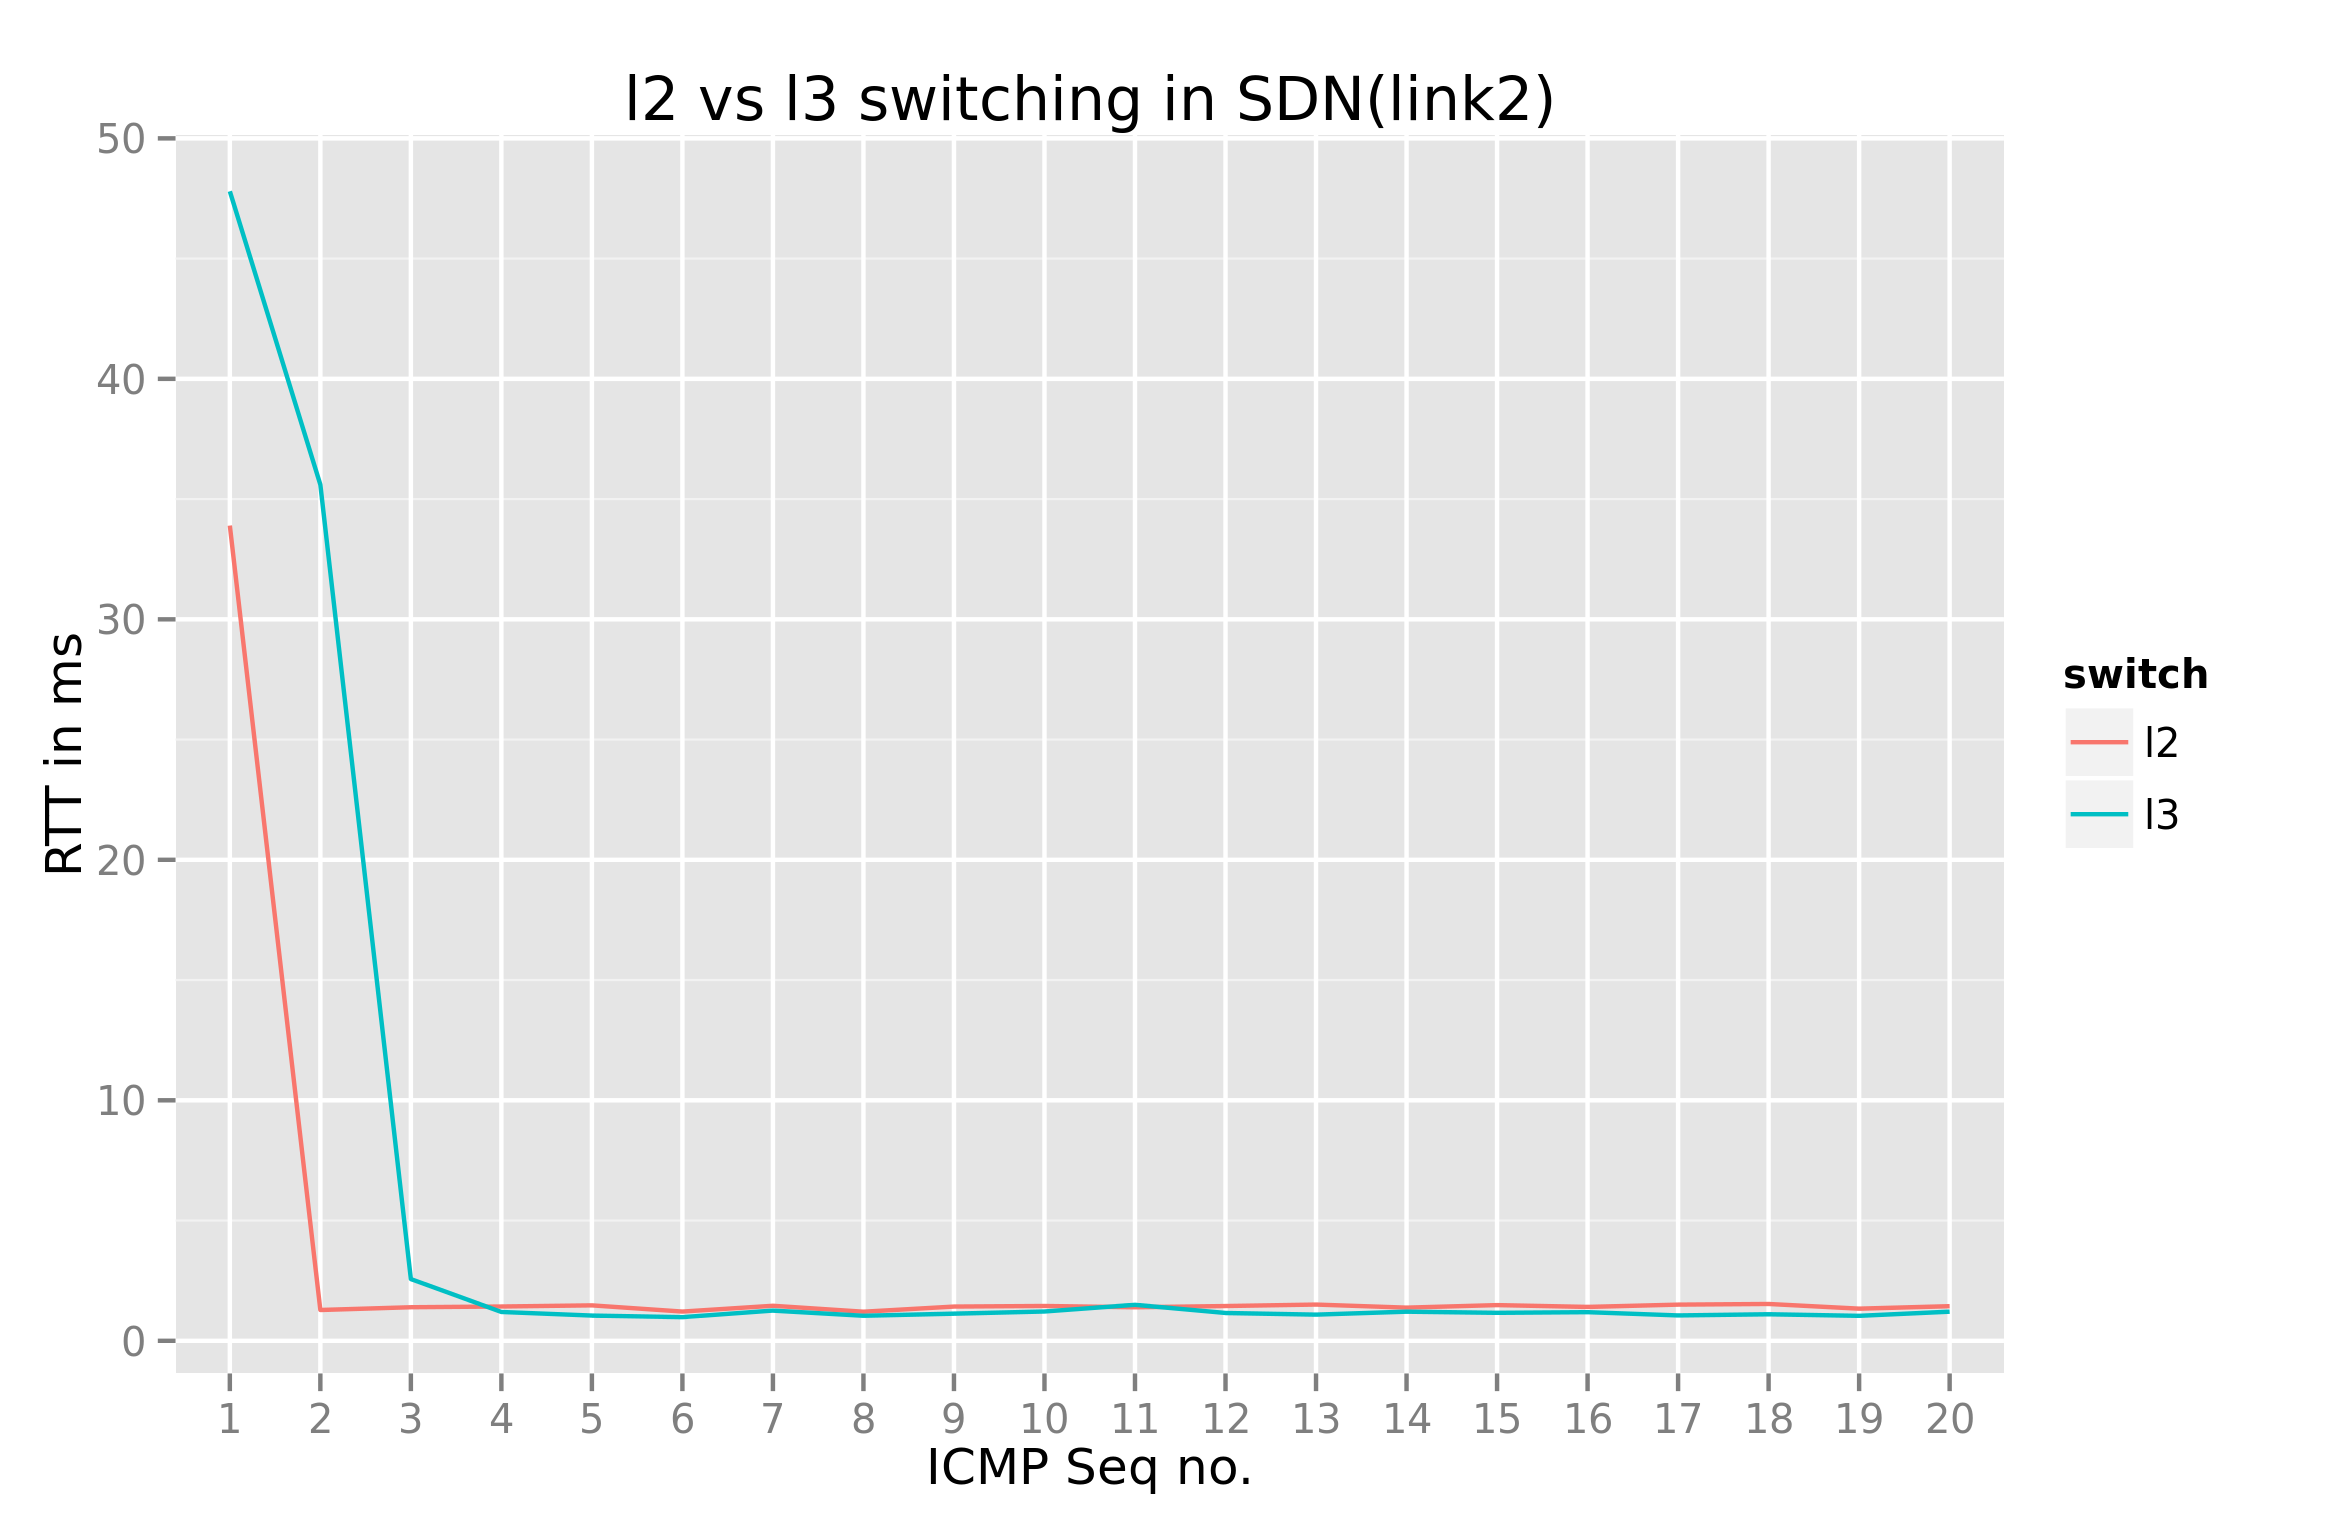 l2 vs l3 switching in SDN(link2)
50
40
30
20
10
0
RTT in ms
1 2 3 4 5 6 7 8 9 10 11 12 13 14 15 16 17 18 19 20
ICMP Seq no.
switch
l2
l3